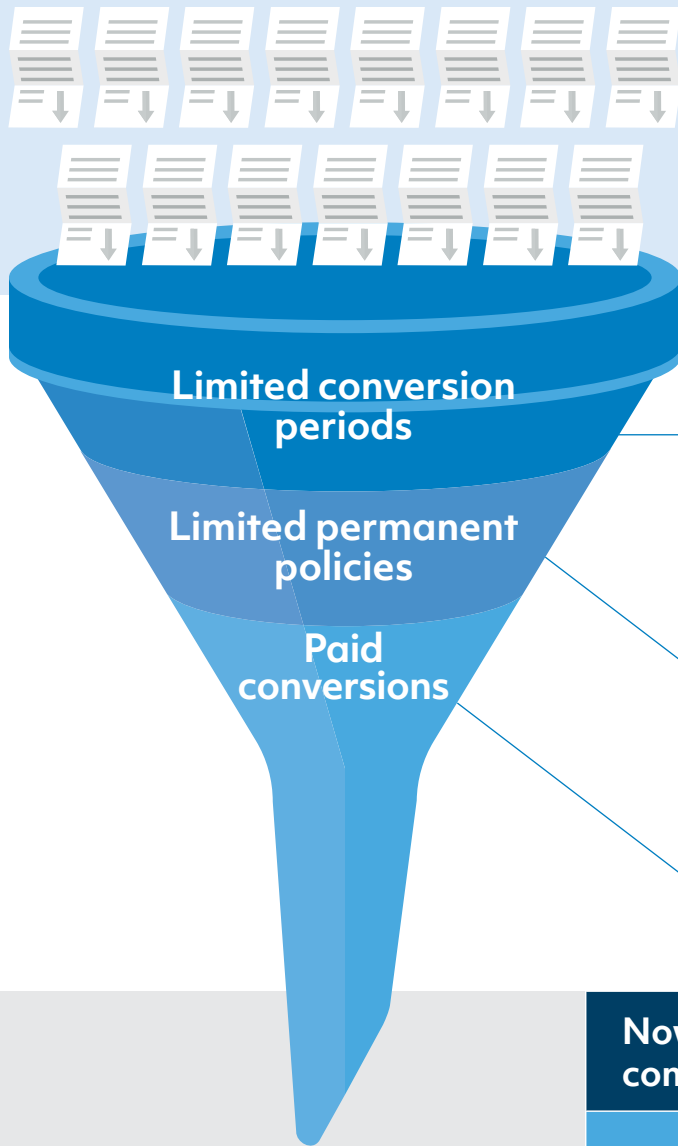 Limited conversion
periods
Limited permanent
policies
Paid
conversions